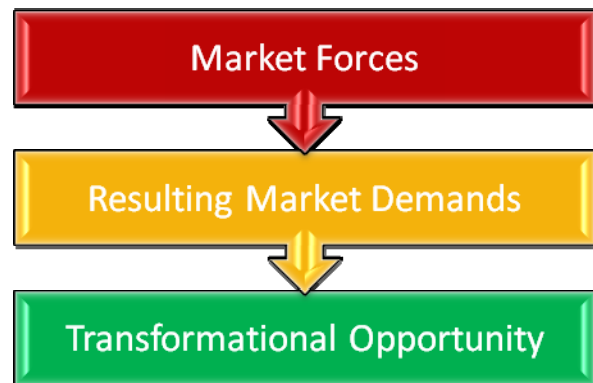 Market Forces
Resulting Market Demands
Transformational Opportunity